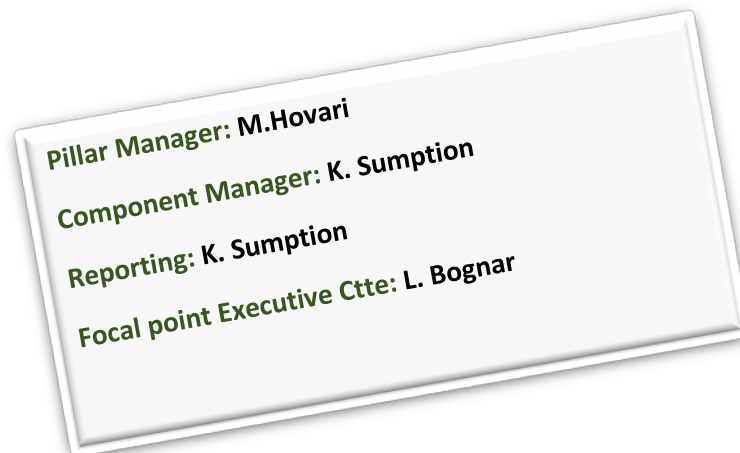 Pillar Manager: M.Hovari
Component Manager: K. Sumption
Reporting: K. Sumption
Focal point Executive Ctte: L. Bognar